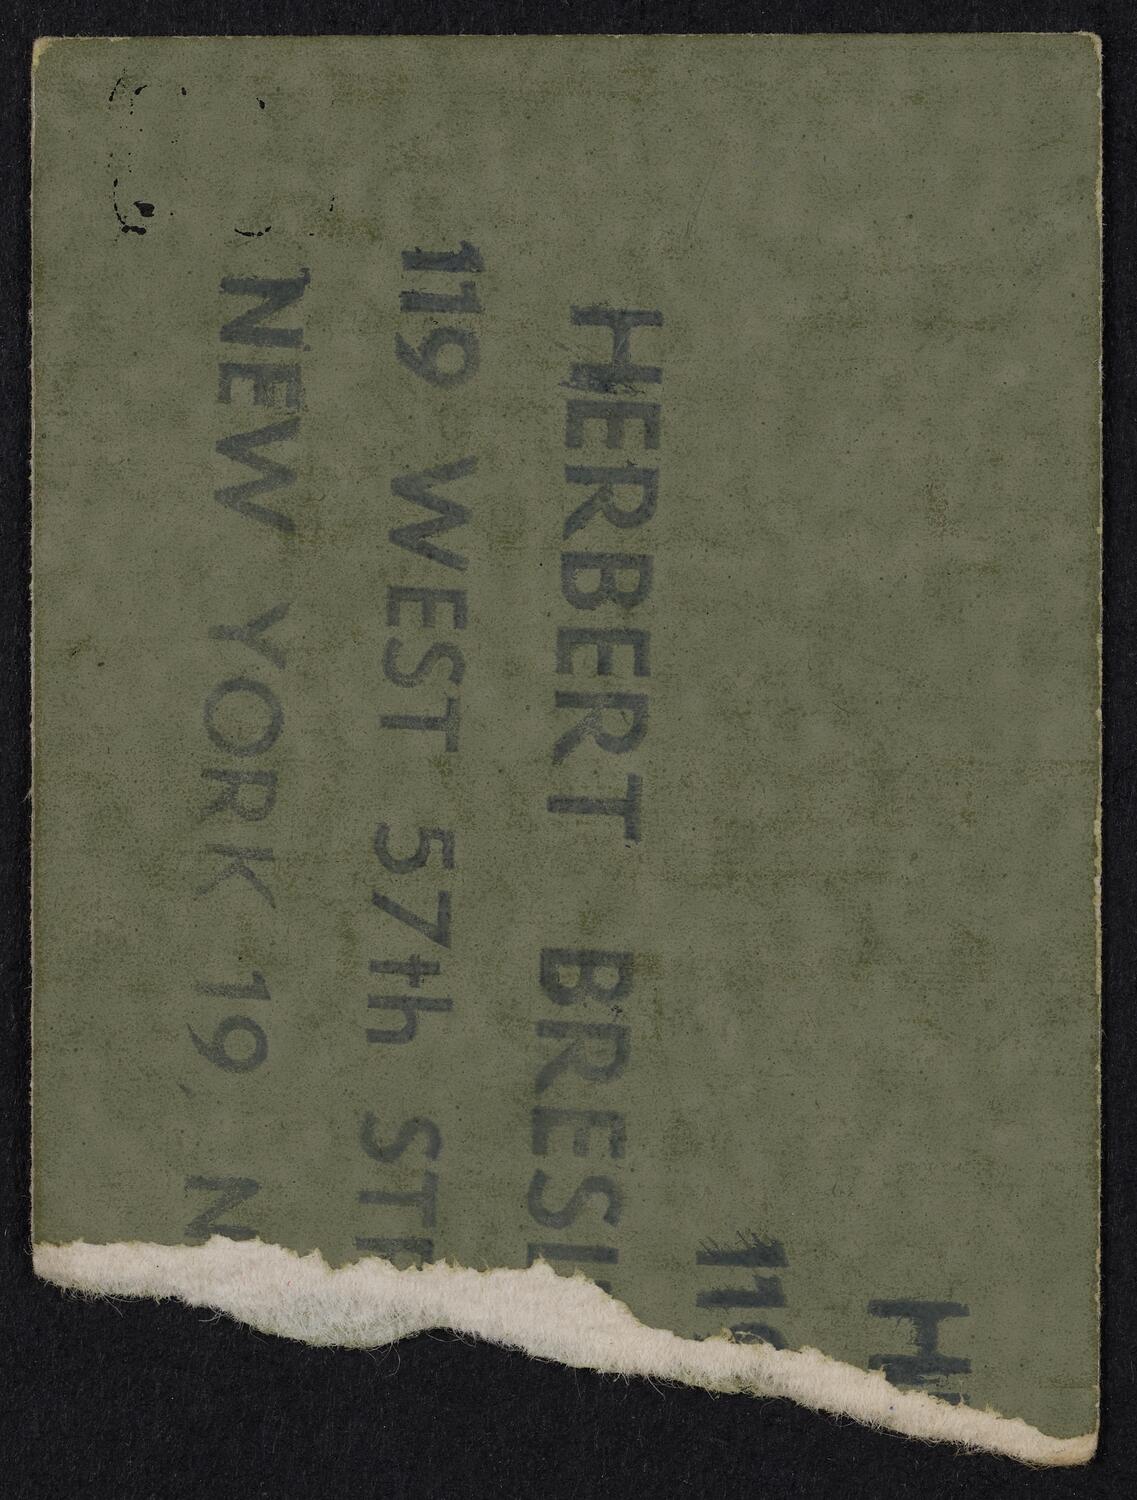 HERBERT BRESL
119 WEST 57th STR
NEW YORK 19, N
H
119